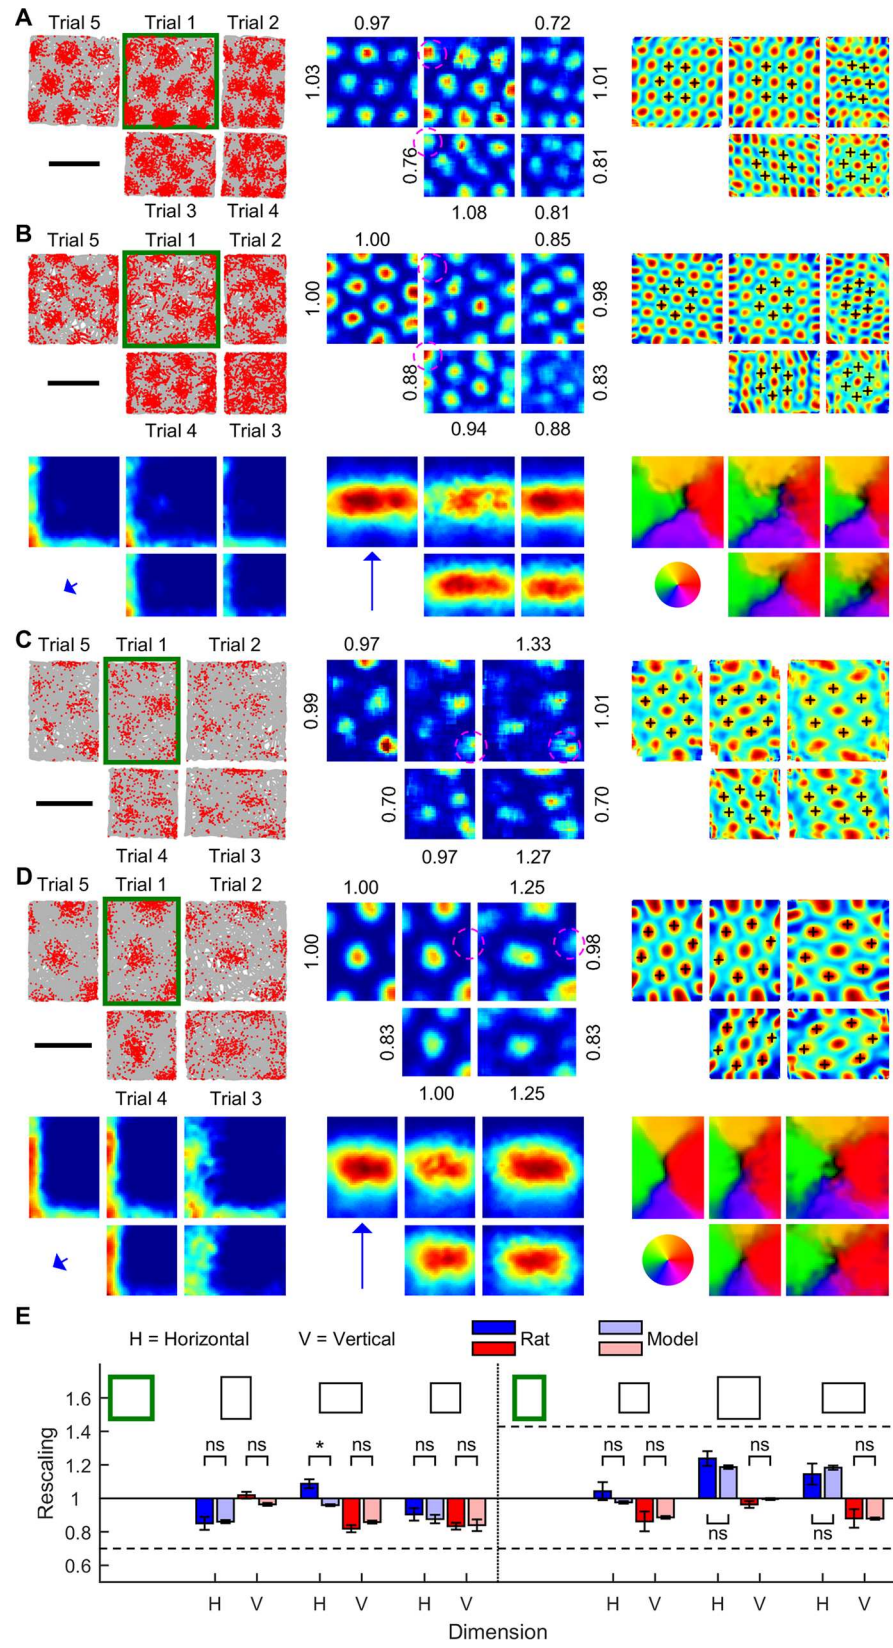 A
Trial 5 Trial 1 Trial 2
0.97 0.72
1.03
1.01
0.76
0.81
Trial 3 Trial 4
1.08 0.81
B
Trial 5 Trial 1 Trial 2
1.00 0.85
1.00
0.98
0.88
0.83
Trial 4 Trial 3
0.94 0.88
C
Trial 5 Trial 1 Trial 2
0.97 1.33
0.99
1.01
0.70
0.70
Trial 4 Trial 3
0.97 1.27
D
Trial 5 Trial 1 Trial 2
1.00 1.25
1.00
0.98
0.83
0.83
Trial 4 Trial 3
1.00 1.25
E
H = Horizontal V = Vertical Rat Model
Rescaling
1.6
1.4
1.2
1
0.8
0.6
ns ns * ns ns ns ns ns ns ns
ns ns
H V H V H V H V H V H V
Dimension